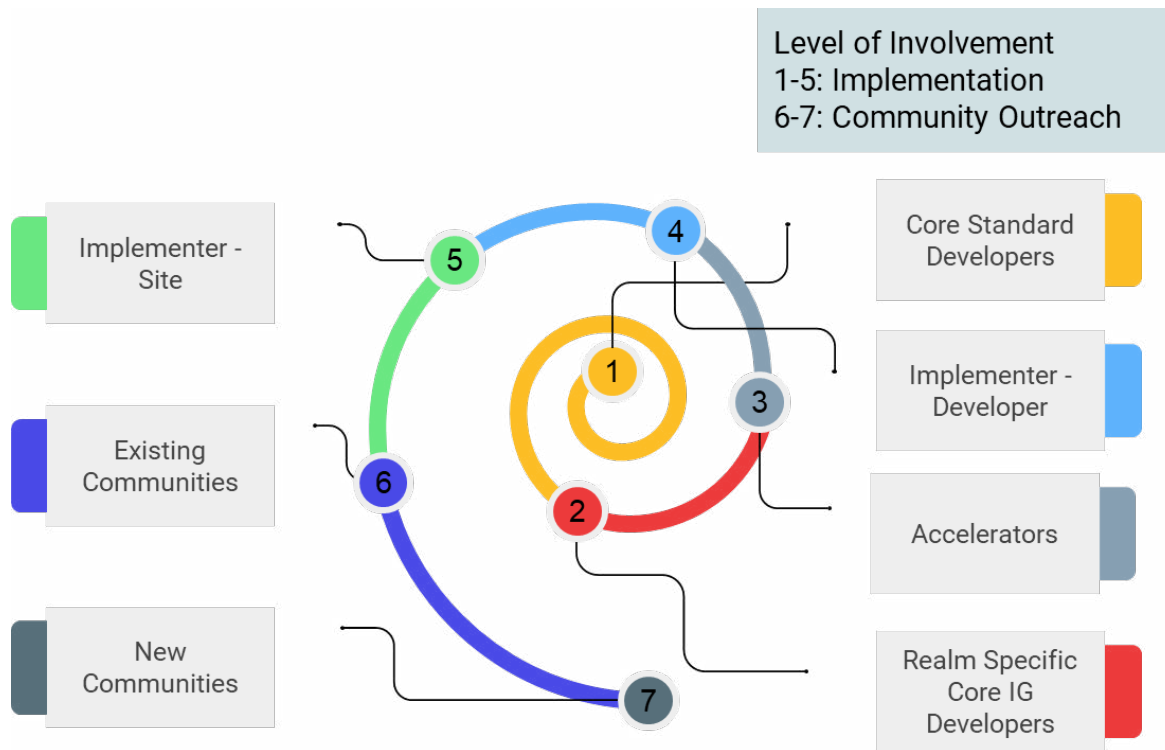 Level of Involvement
1-5: Implementation
6-7: Community Outreach
Implementer -
Site
Existing
Communities
New
Communities
5
4
1
3
6
2
7
Core Standard
Developers
Implementer -
Developer
Accelerators
Realm Specific
Core IG
Developers